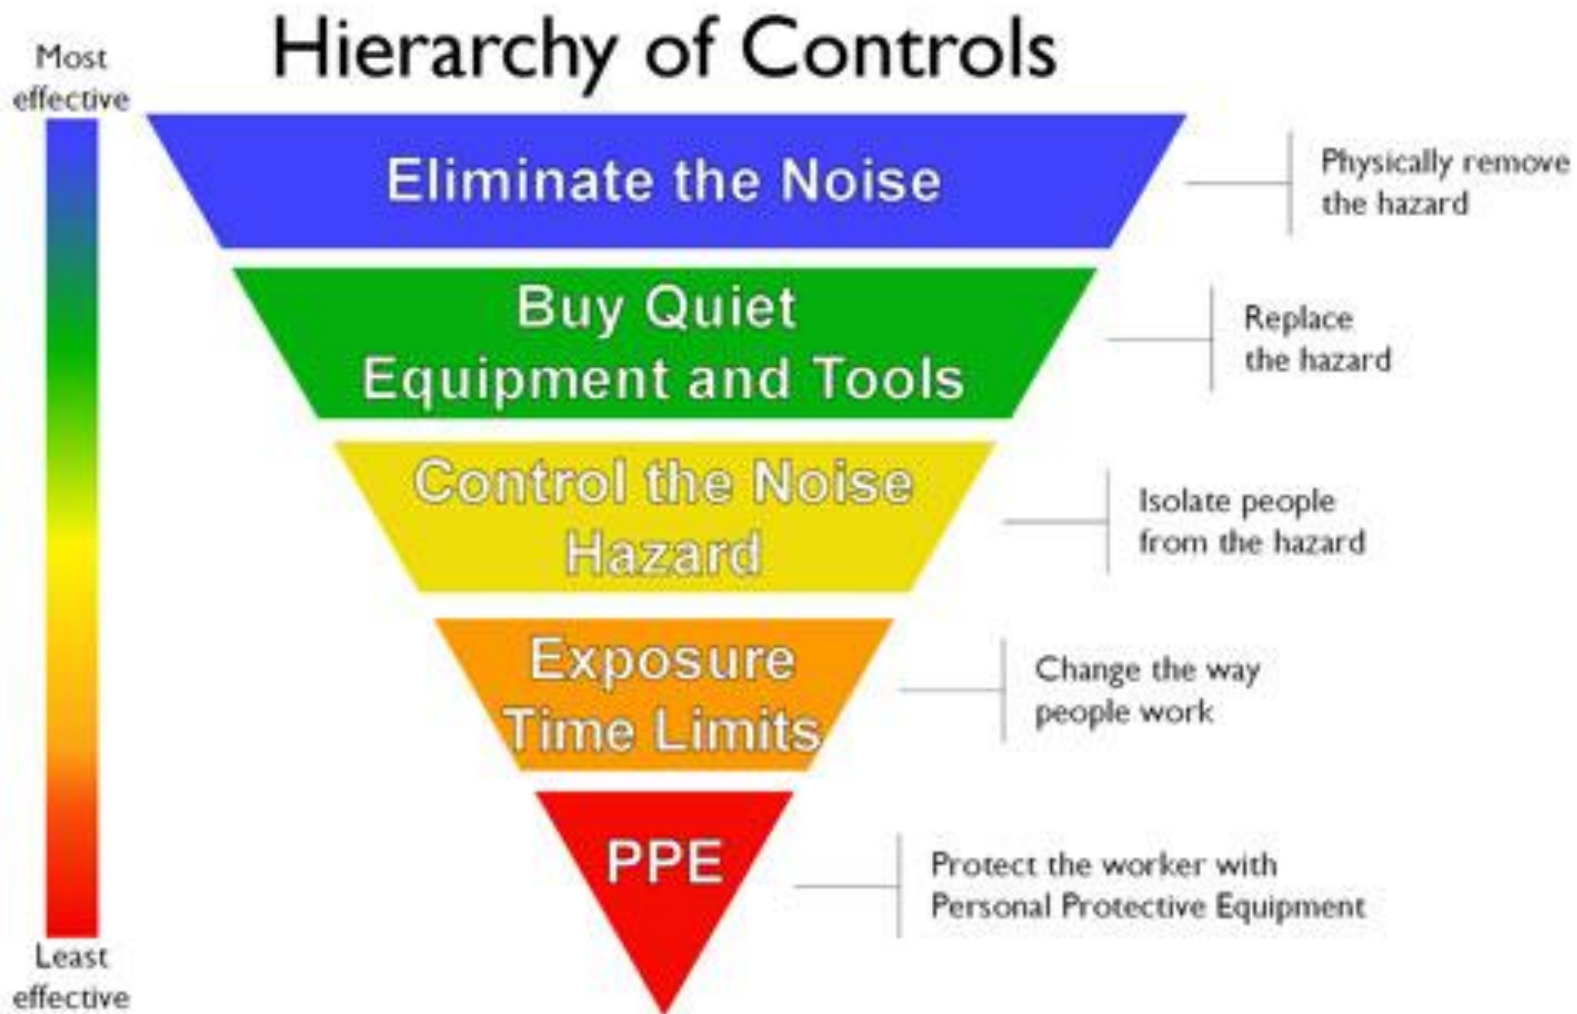 Hierarchy of Controls
Most
effective
Eliminate the Noise
Physically remove
the hazard
Buy Quiet
Equipment and Tools
Replace
the hazard
Control the Noise
Hazard
Isolate people
from the hazard
Exposure
Time Limits
Change the way
people work
PPE
Protect the worker with
Personal Protective Equipment
Least
effective